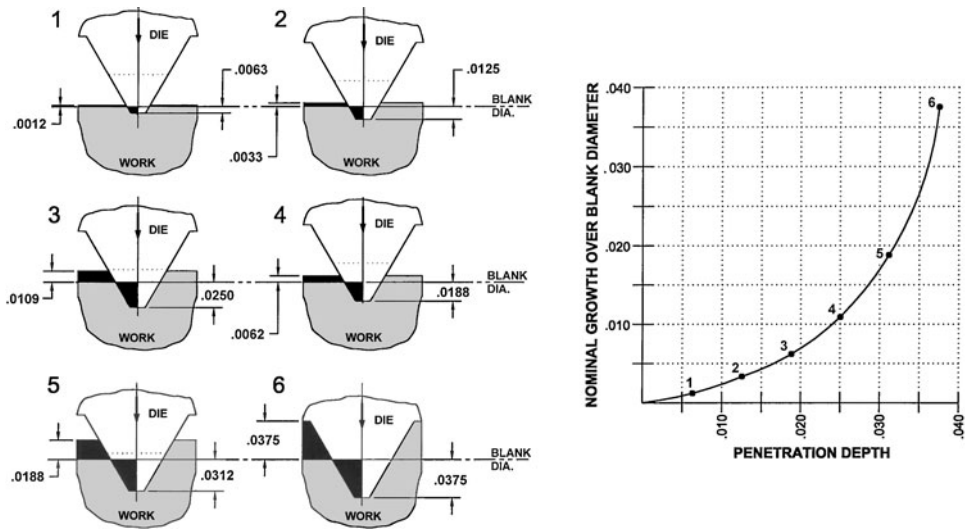 1
DIE
.0063
.0012
WORK
2
DIE
.0125
BLANK
DIA.
.0033
WORK
3
DIE
.0109
.0250
WORK
4
DIE
BLANK
DIA.
.0188
.0062
WORK
5
DIE
.0188
.0312
WORK
6
DIE
.0375
BLANK
DIA.
.0375
WORK
NOMINAL GROWTH OVER BLANK DIAMETER
.040
.030
.020
.010
1
2
3
4
5
6
.010
.020
.030
.040
PENETRATION DEPTH